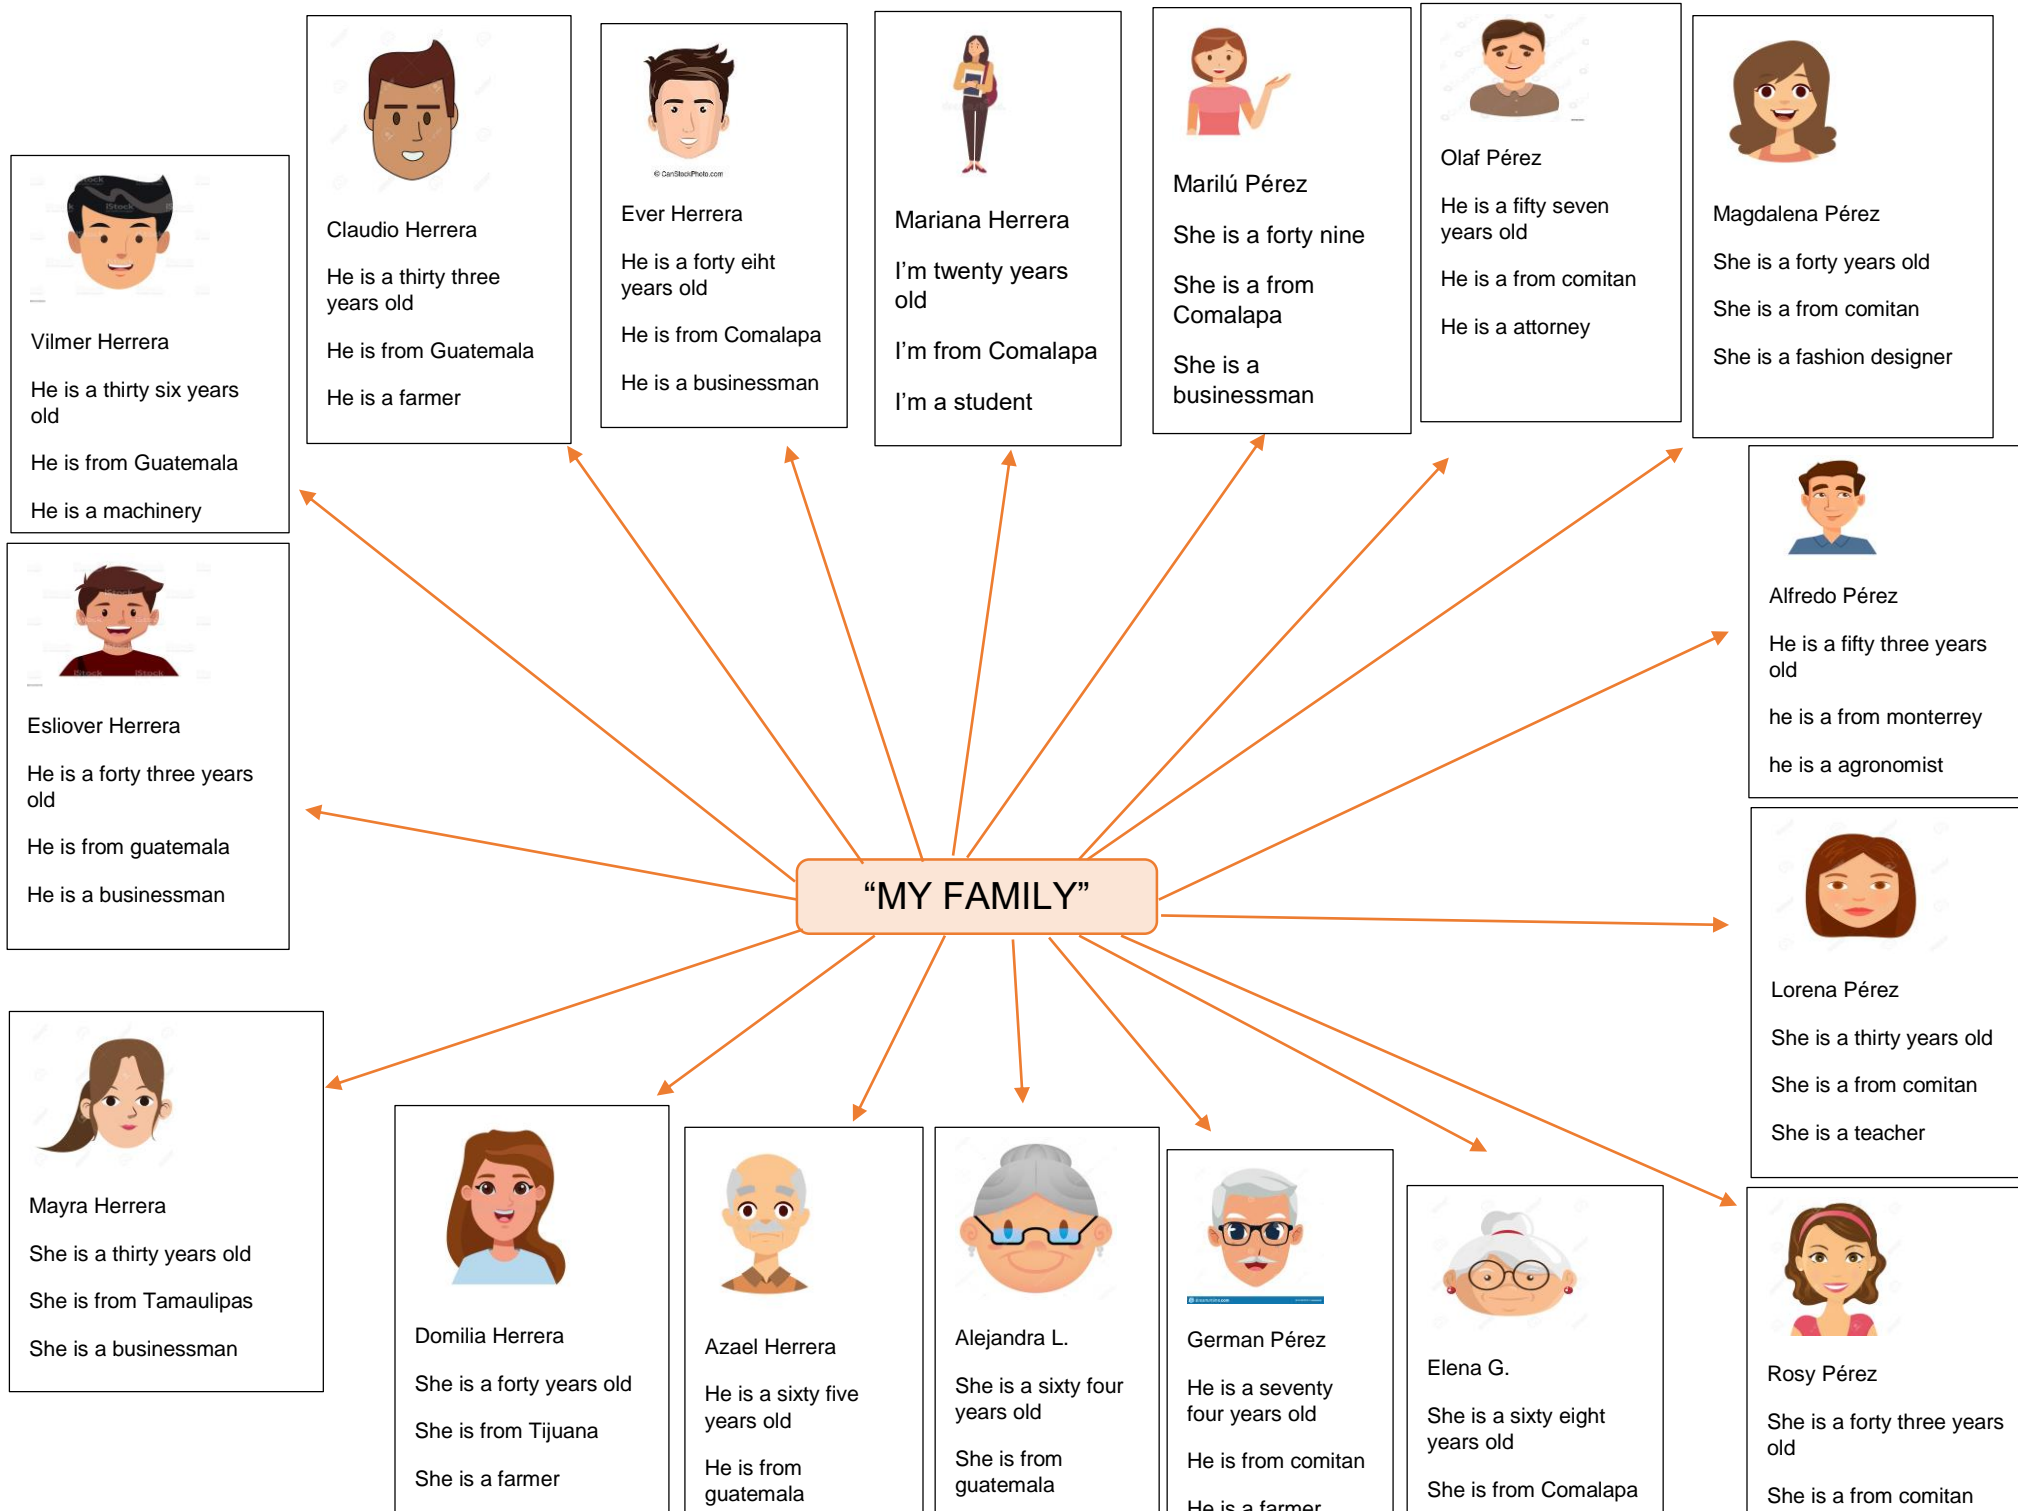 Vilmer Herrera
He is a thirty six years
old
He is from Guatemala
He is a machinery
Claudio Herrera
He is a thirty three
years old
He is from Guatemala
He is a farmer
© CanStockPhoto.com
Ever Herrera
He is a forty eiht
years old
He is from Comalapa
He is a businessman
Mariana Herrera
I'm twenty years
old
I'm from Comalapa
I'm a student
Marilú Pérez
She is a forty nine
She is a from
Comalapa
She is a
businessman
Olaf Pérez
He is a fifty seven
years old
He is a from comitan
He is a attorney
Magdalena Pérez
She is a forty years old
She is a from comitan
She is a fashion designer
Alfredo Pérez
He is a fifty three years
old
he is a from monterrey
he is a agronomist
Esliover Herrera
He is a forty three years
old
He is from guatemala
He is a businessman
“MY FAMILY”
Lorena Pérez
She is a thirty years old
She is a from comitan
She is a teacher
Mayra Herrera
She is a thirty years old
She is from Tamaulipas
She is a businessman
Domilia Herrera
She is a forty years old
She is from Tijuana
She is a farmer
Azael Herrera
He is a sixty five
years old
He is from
guatemala
Alejandra L.
She is a sixty four
years old
She is from
guatemala
German Pérez
He is a seventy
four years old
He is from comitan
He is a farmer
Elena G.
She is a sixty eight
years old
She is from Comalapa
Rosy Pérez
She is a forty three years
old
She is a from comitan